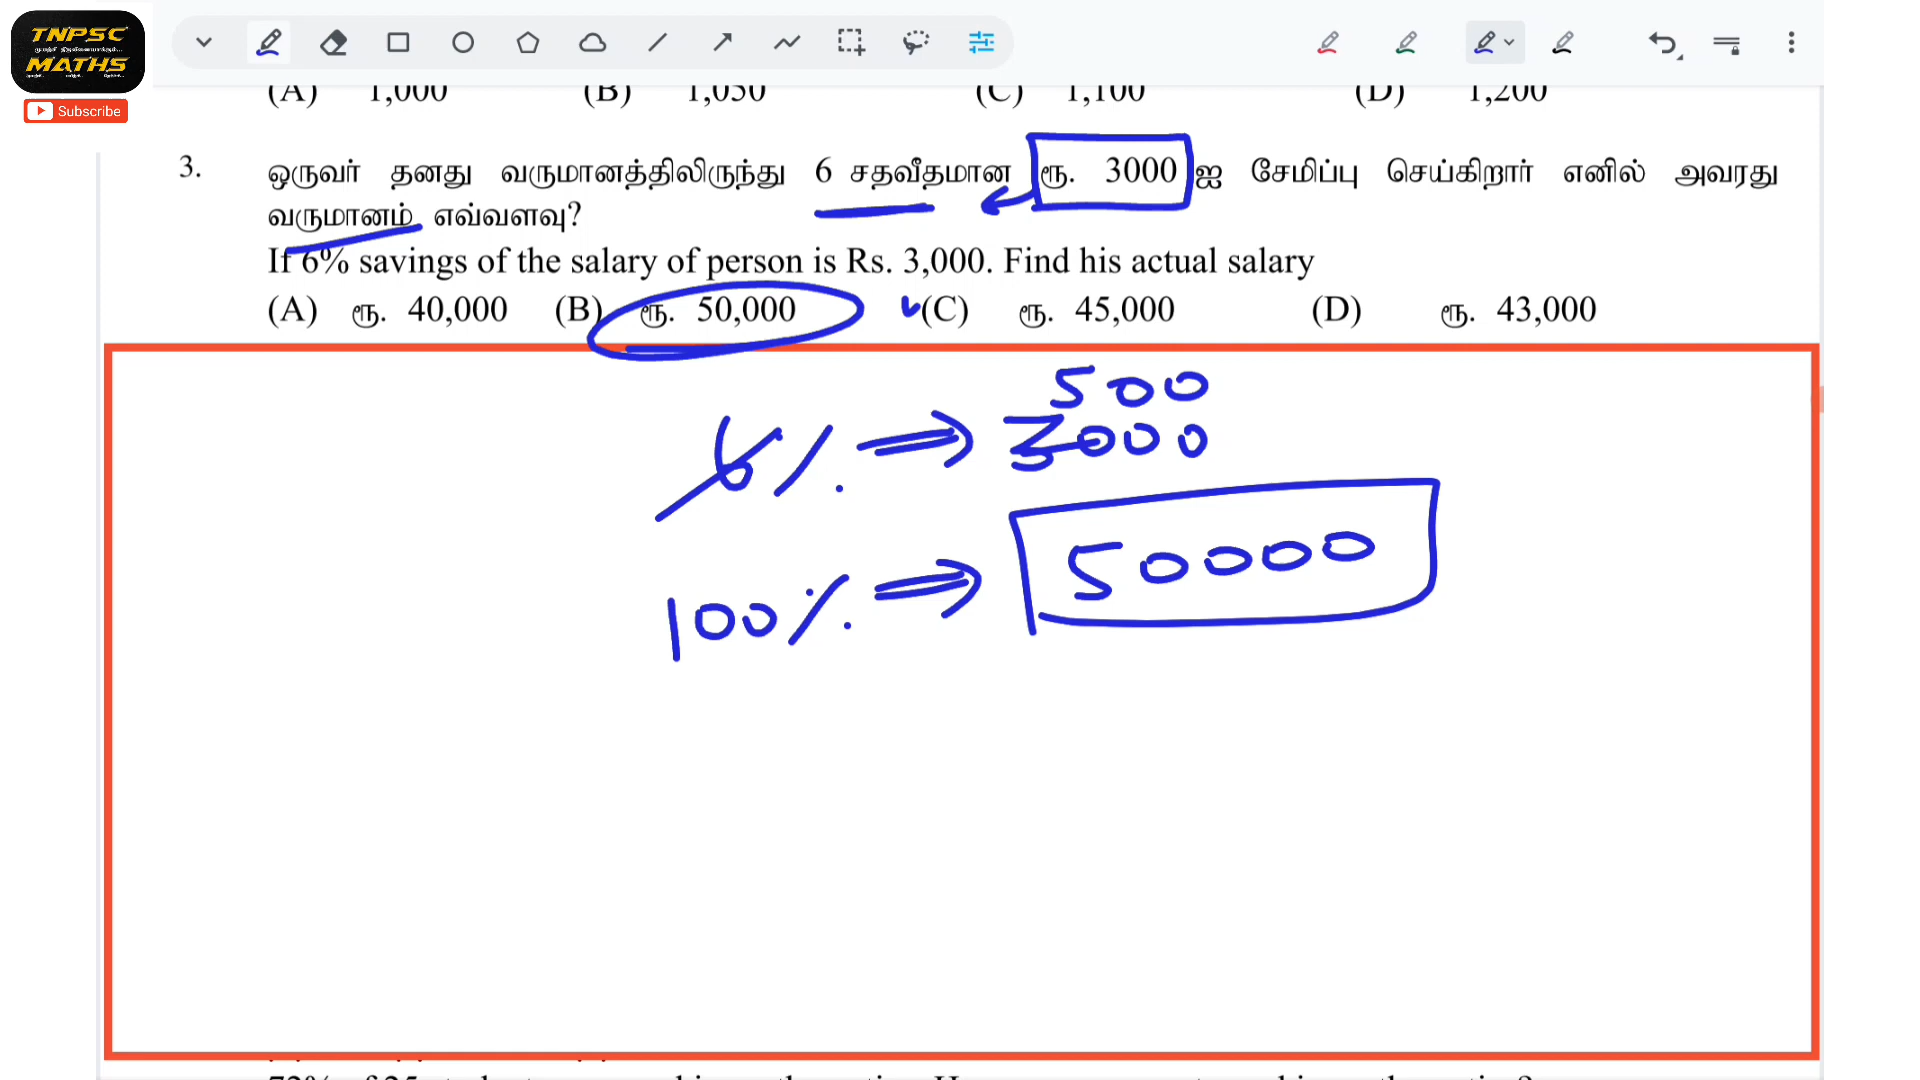 TNPSC
MATHS
Subscribe
(A) 1,000 (B) 1,050 (C) 1,100 (D) 1,200
3. ஒருவர் தனது வருமானத்திலிருந்து 6 சதவீதமான ரூ. 3000 ஐ சேமிப்பு செய்கிறார் எனில் அவரது
வருமானம் எவ்வளவு?
If 6% savings of the salary of person is Rs. 3,000. Find his actual salary
(A) ரூ. 40,000 (B) ரூ. 50,000 (C) ரூ. 45,000 (D) ரூ. 43,000
500
6% ⇒ 3000
100% ⇒ 50000